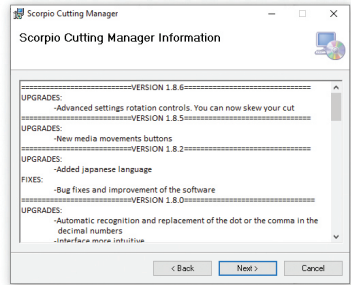 Scorpio Cutting Manager
Scorpio Cutting Manager Information
==========================VERSION 1.8.6==============================
UPGRADES:
-Advanced settings rotation controls. You can now skew your cut
==========================VERSION 1.8.5==============================
UPGRADES:
-New media movements buttons
==========================VERSION 1.8.2==============================
UPGRADES:
-Added japanese language
FIXES:
-Bug fixes and improvement of the software
==========================VERSION 1.8.0===============================
UPGRADES:
-Automatic recognition and replacement of the dot or the comma in the
decimal numbers
-Interface more intuitive
< Back
Next >
Cancel